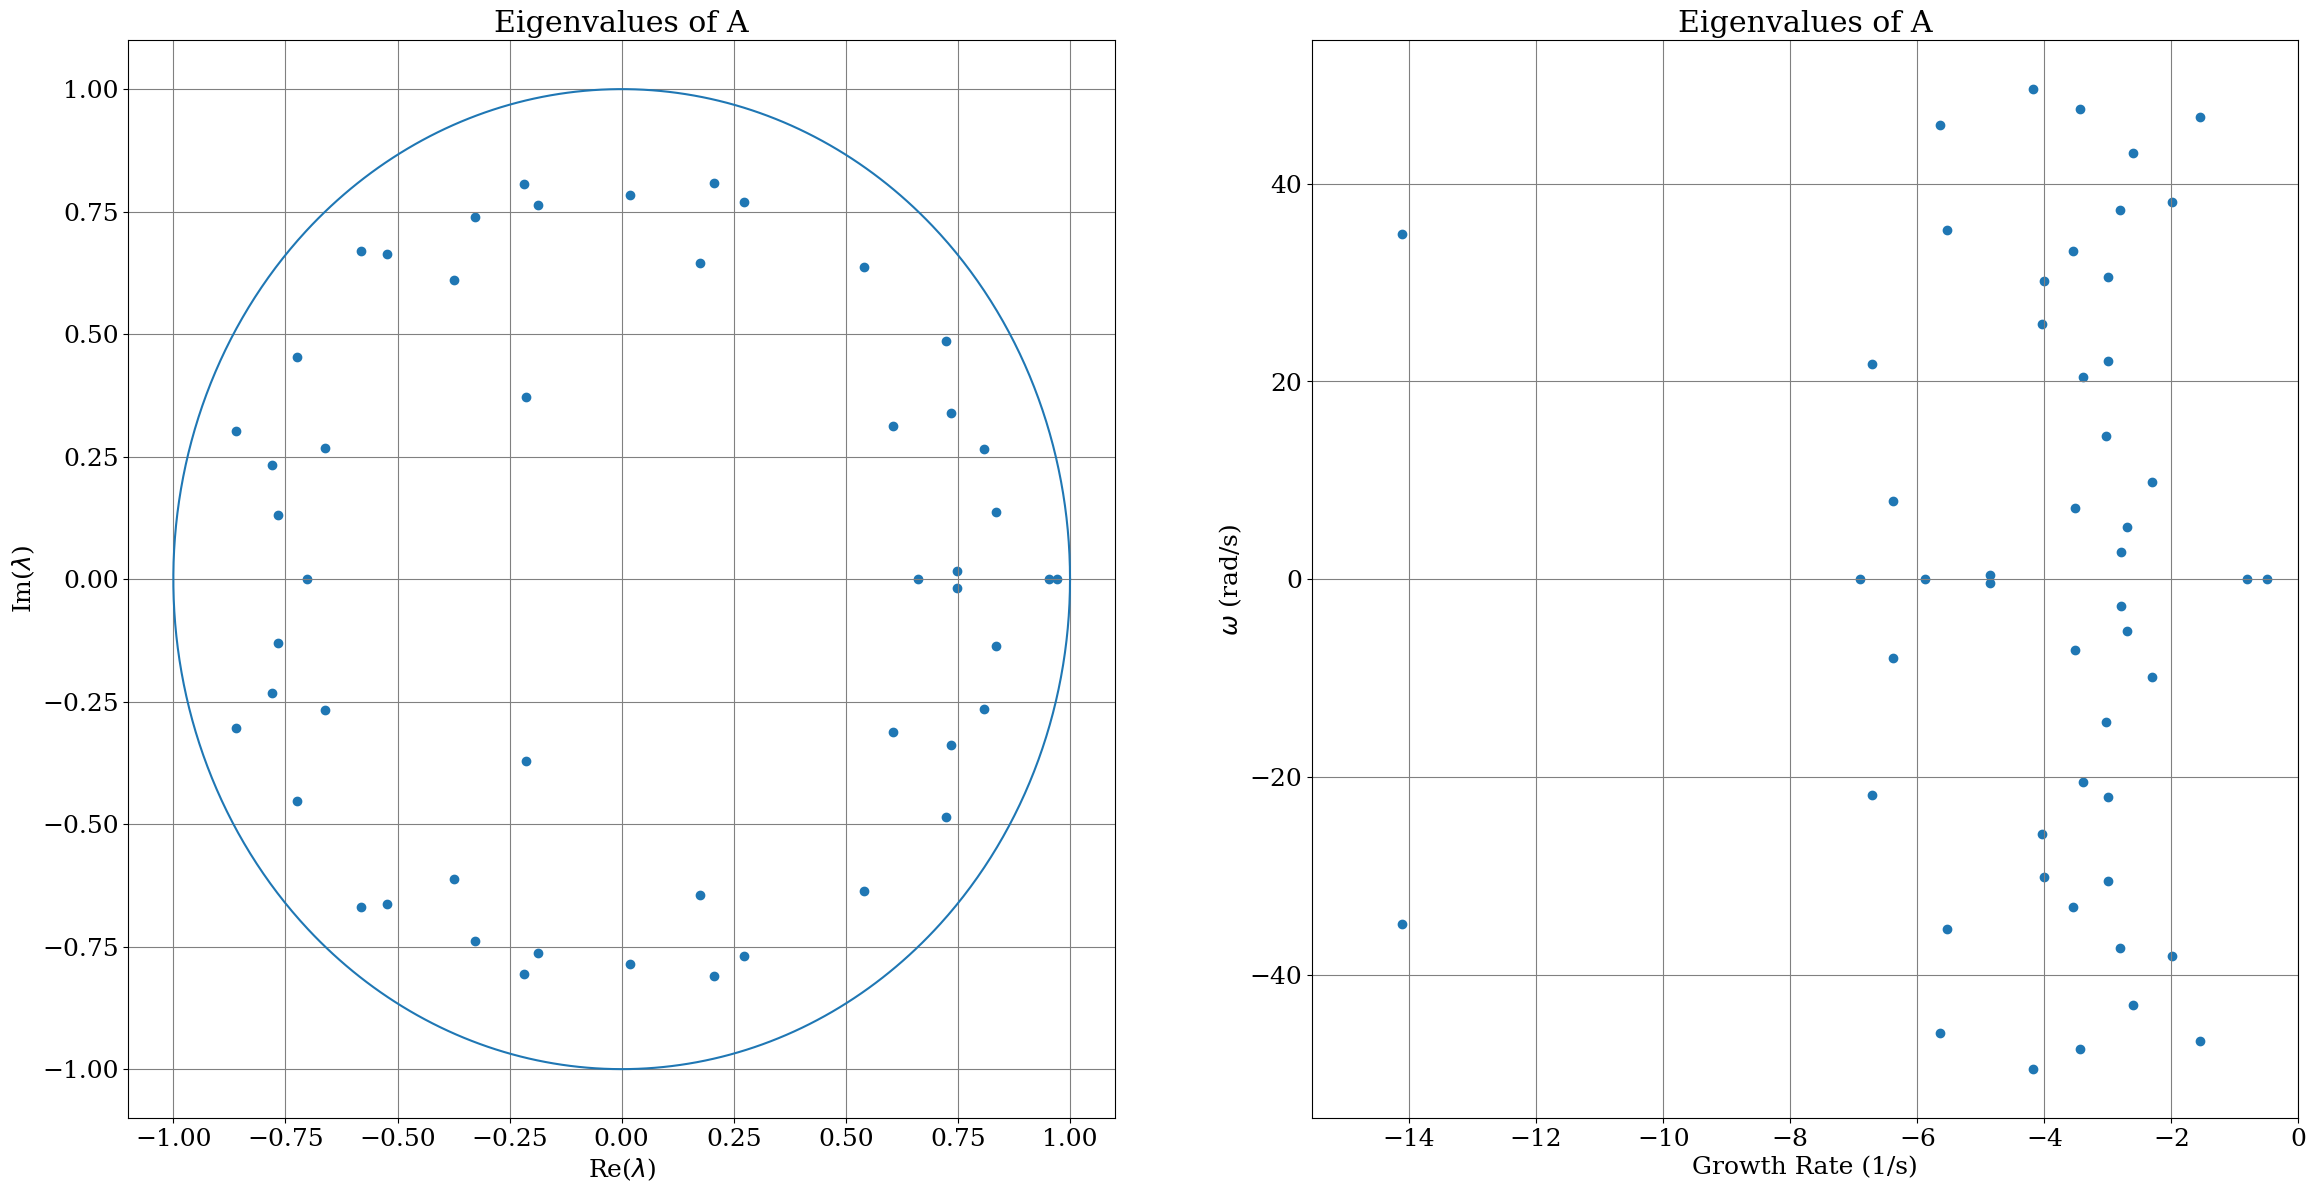 Eigenvalues of A
1.00
0.75
0.50
0.25
0.00
−0.25
−0.50
−0.75
−1.00
Im(λ)
−1.00 −0.75 −0.50 −0.25 0.00 0.25 0.50 0.75 1.00
Re(λ)
Eigenvalues of A
40
20
0
−20
−40
ω (rad/s)
−14 −12 −10 −8 −6 −4 −2 0
Growth Rate (1/s)